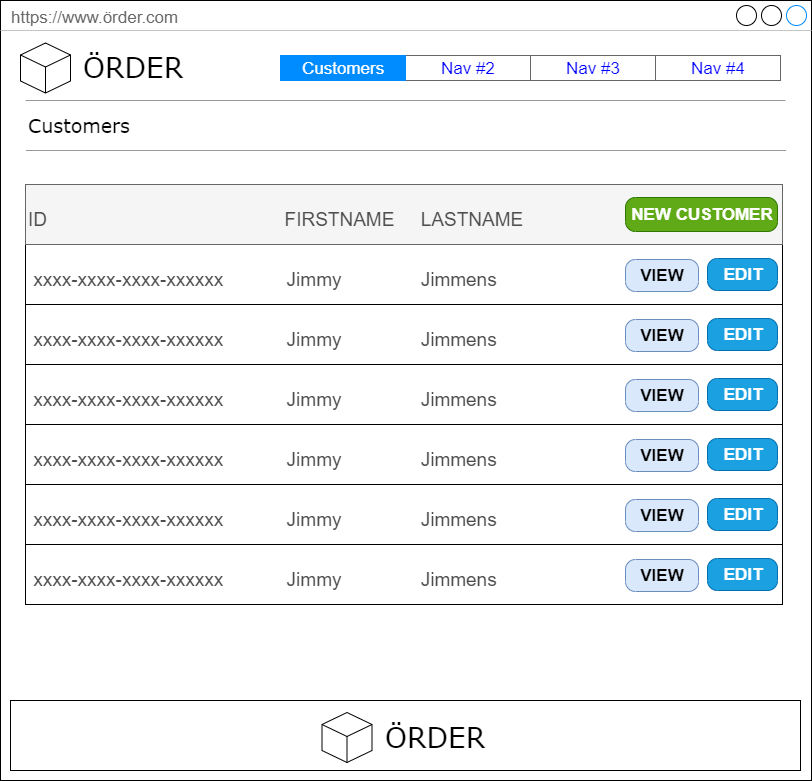 https://www.örder.com
ÖRDER
Customers Nav #2 Nav #3 Nav #4
Customers
ID FIRSTNAME LASTNAME NEW CUSTOMER
xxxx-xxxx-xxxx-xxxxxx Jimmy Jimmens VIEW EDIT
xxxx-xxxx-xxxx-xxxxxx Jimmy Jimmens VIEW EDIT
xxxx-xxxx-xxxx-xxxxxx Jimmy Jimmens VIEW EDIT
xxxx-xxxx-xxxx-xxxxxx Jimmy Jimmens VIEW EDIT
xxxx-xxxx-xxxx-xxxxxx Jimmy Jimmens VIEW EDIT
xxxx-xxxx-xxxx-xxxxxx Jimmy Jimmens VIEW EDIT
ÖRDER